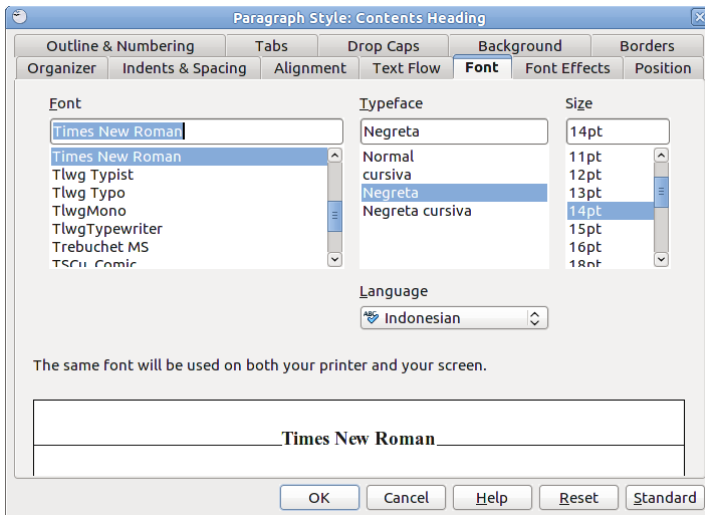 Paragraph Style: Contents Heading
Outline & Numbering Tabs Drop Caps Background Borders
Organizer Indents & Spacing Alignment Text Flow Font Font Effects Position
Font Typeface Size
Times New Roman Negreta 14pt
Times New Roman Normal 11pt
Tlwg Typist cursiva 12pt
Tlwg Typo Negreta 13pt
TlwgMono Negreta cursiva 14pt
TlwgTypewriter 15pt
Trebuchet MS 16pt
TSCu_Comic 18pt
Language
ABC Indonesian
The same font will be used on both your printer and your screen.
Times New Roman
OK Cancel Help Reset Standard